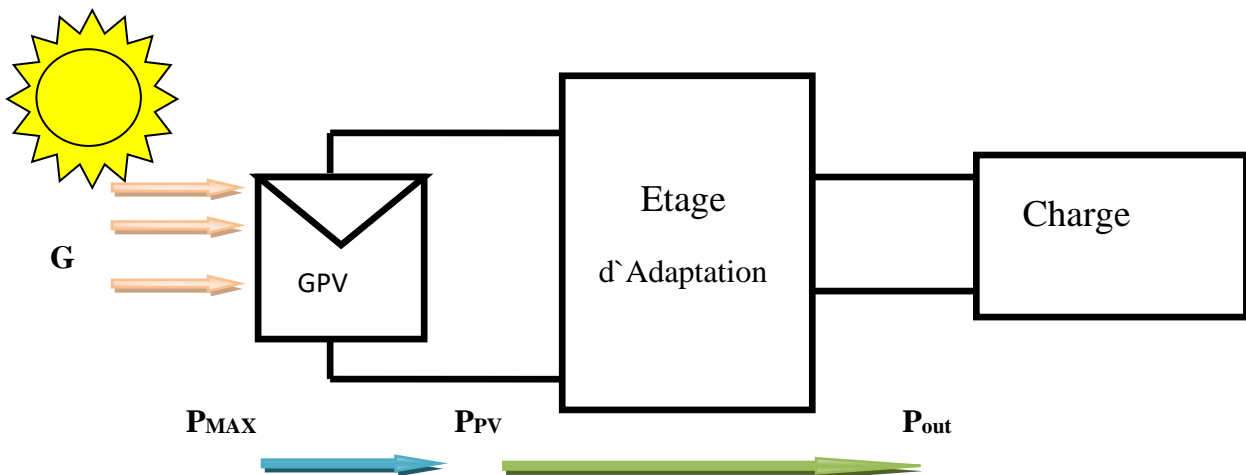 G
GPV
Etage
d`Adaptation
Charge
PMAX
PPV
Pout